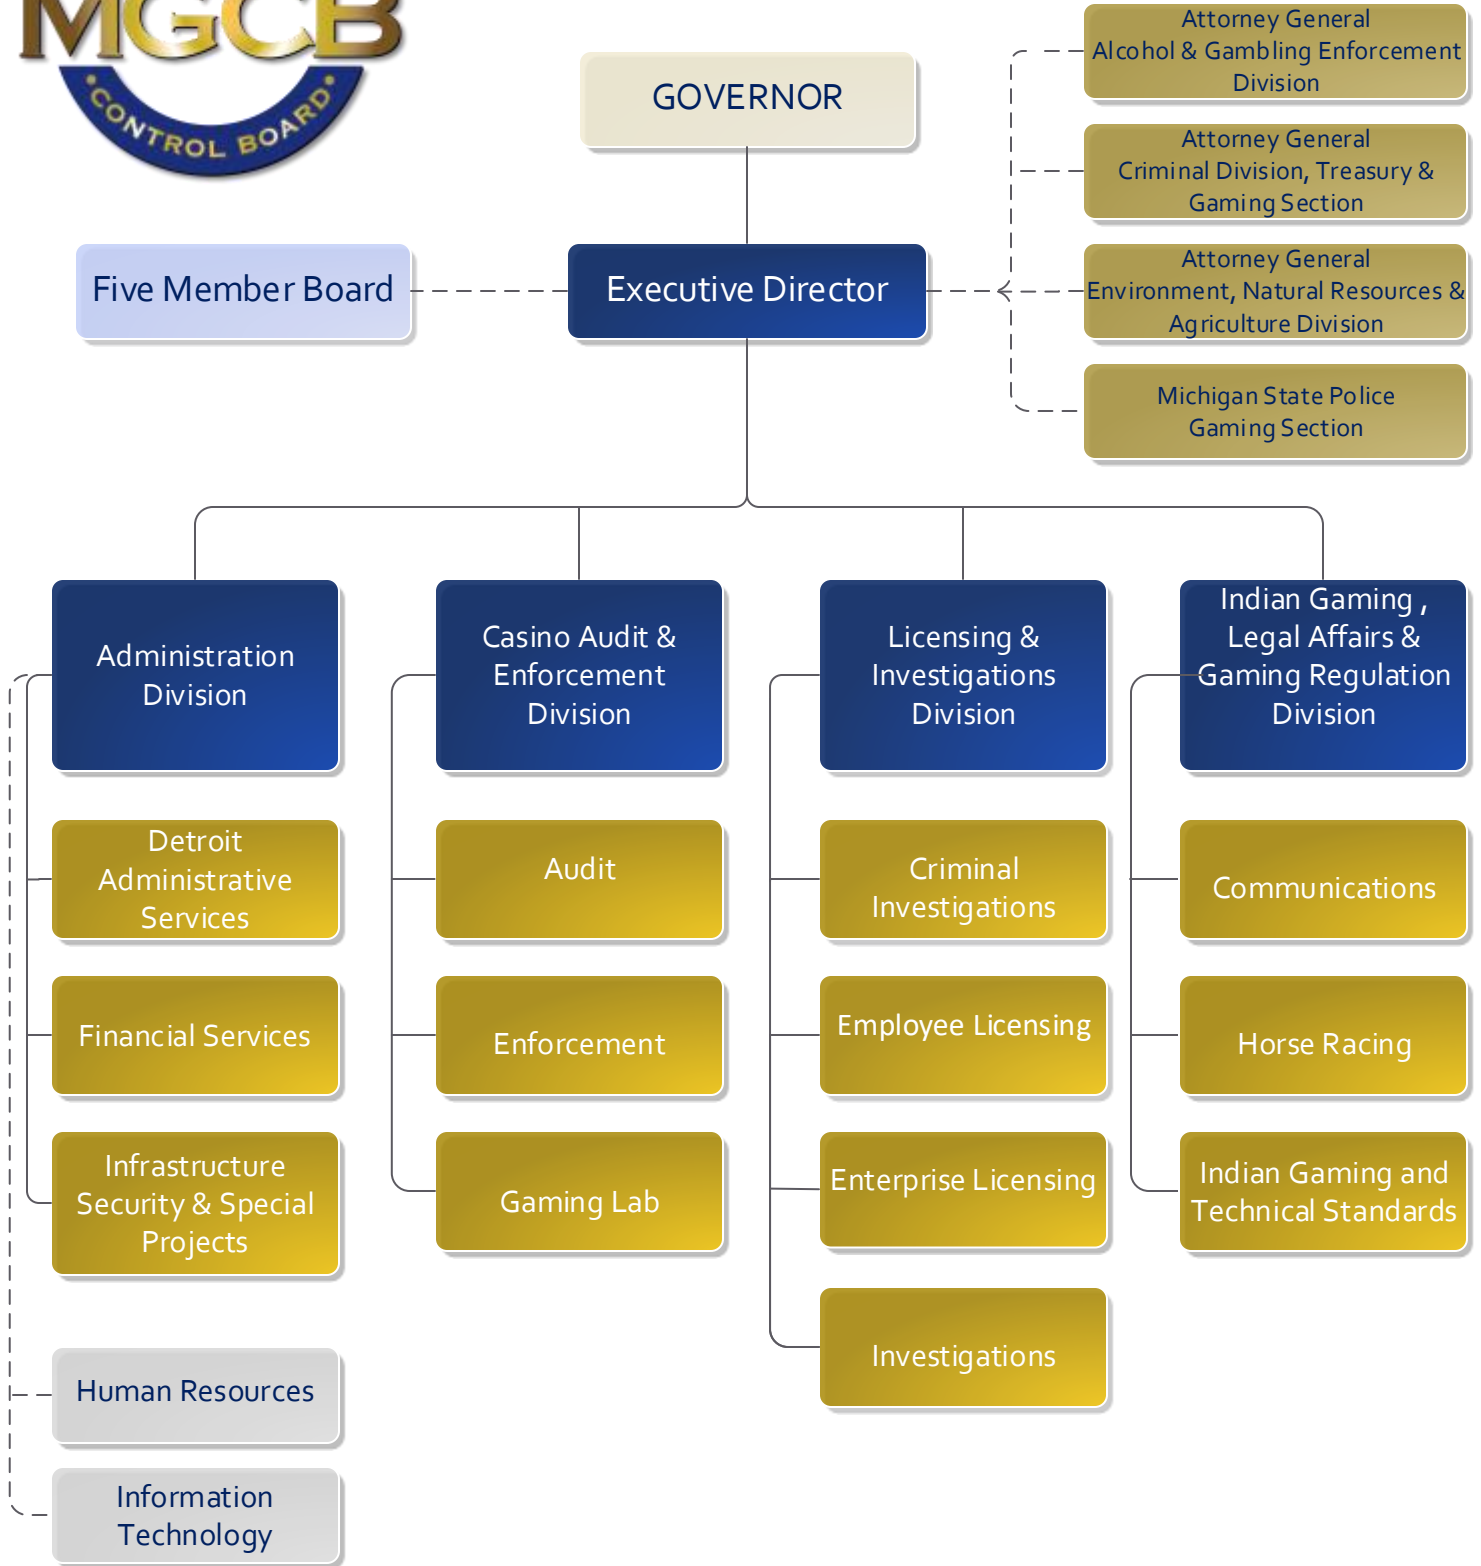 MGCB
•CONTROL BOARD•
GOVERNOR
Attorney General
Alcohol & Gambling Enforcement
Division
Attorney General
Criminal Division, Treasury &
Gaming Section
Five Member Board
Executive Director
Attorney General
Environment, Natural Resources &
Agriculture Division
Michigan State Police
Gaming Section
Administration
Division
Casino Audit &
Enforcement
Division
Licensing &
Investigations
Division
Indian Gaming ,
Legal Affairs &
Gaming Regulation
Division
Detroit
Administrative
Services
Audit
Criminal
Investigations
Communications
Financial Services
Enforcement
Employee Licensing
Horse Racing
Infrastructure
Security & Special
Projects
Gaming Lab
Enterprise Licensing
Indian Gaming and
Technical Standards
Investigations
Human Resources
Information
Technology